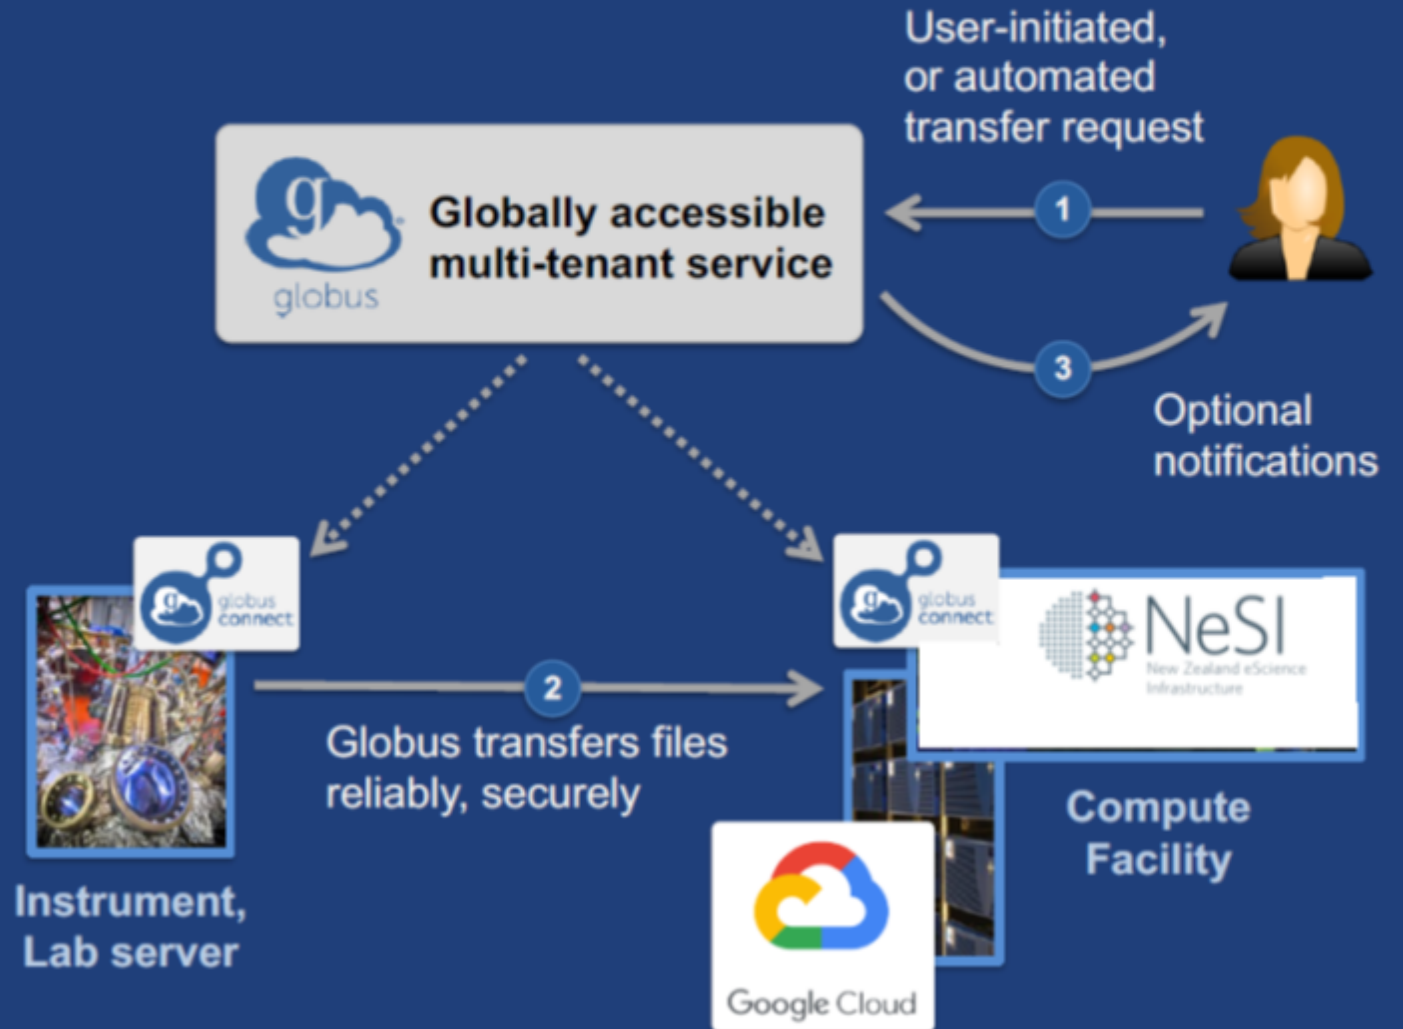 User-initiated,
or automated
transfer request
g
globus
Globally accessible
multi-tenant service
1
3
Optional
notifications
g
globus
connect
g
globus
connect
NeSI
New Zealand eScience
Infrastructure
2
Globus transfers files
reliably, securely
Compute
Facility
Instrument,
Lab server
Google Cloud